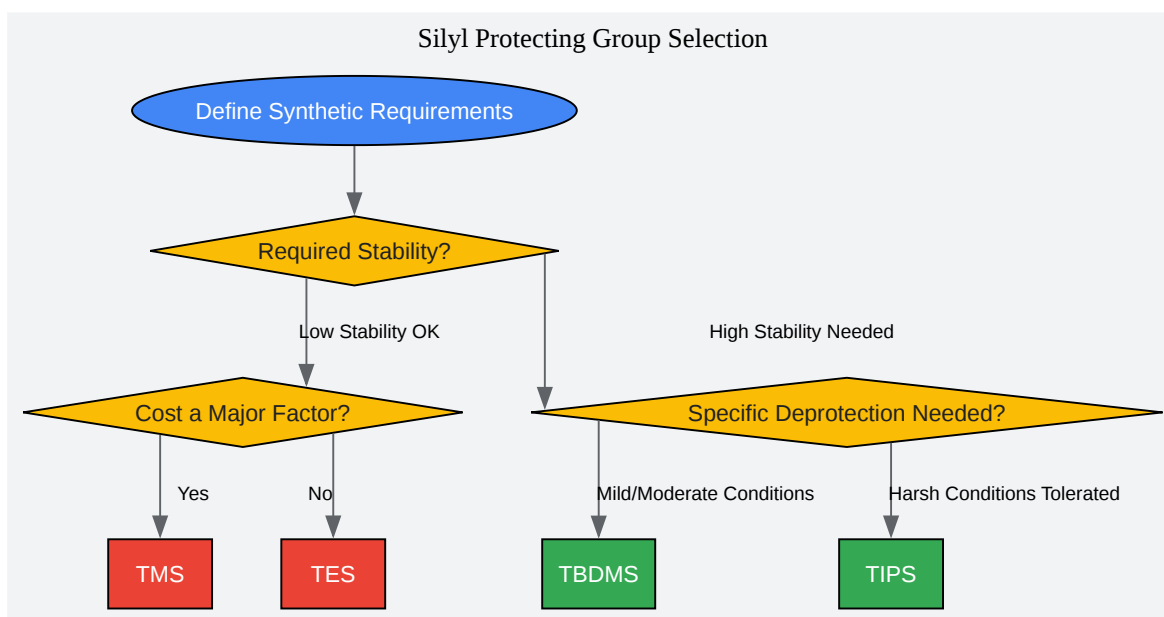 Silyl Protecting Group Selection
Define Synthetic Requirements
Required Stability?
Low Stability OK
High Stability Needed
Cost a Major Factor?
Specific Deprotection Needed?
Yes
No
Mild/Moderate Conditions
Harsh Conditions Tolerated
TMS
TES
TBDMS
TIPS